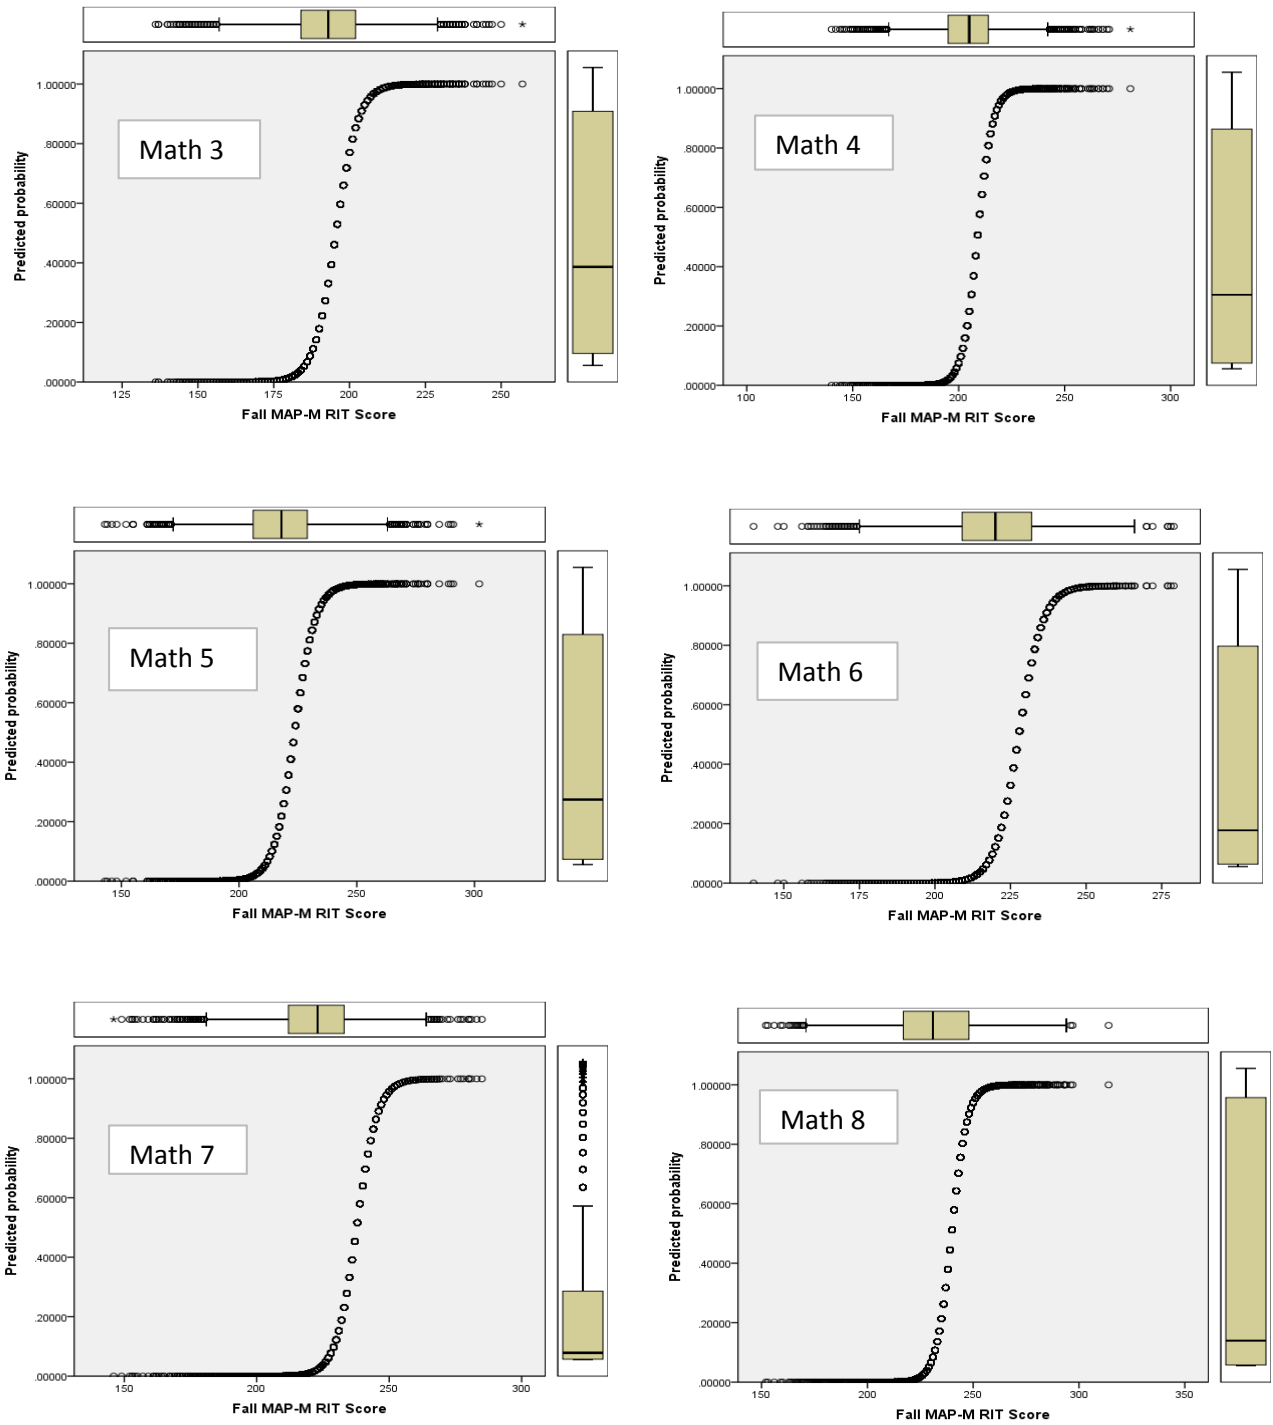 Math 3
Predicted probability
1.00000
.80000
.60000
.40000
.20000
.00000
125 150 175 200 225 250
Fall MAP-M RIT Score
Math 4
Predicted probability
1.00000
.80000
.60000
.40000
.20000
.00000
100 150 200 250 300
Fall MAP-M RIT Score
Math 5
Predicted probability
1.00000
.80000
.60000
.40000
.20000
.00000
150 200 250 300
Fall MAP-M RIT Score
Math 6
Predicted probability
1.00000
.80000
.60000
.40000
.20000
.00000
150 175 200 225 250 275
Fall MAP-M RIT Score
Math 7
Predicted probability
1.00000
.80000
.60000
.40000
.20000
.00000
150 200 250 300
Fall MAP-M RIT Score
Math 8
Predicted probability
1.00000
.80000
.60000
.40000
.20000
.00000
150 200 250 300 350
Fall MAP-M RIT Score